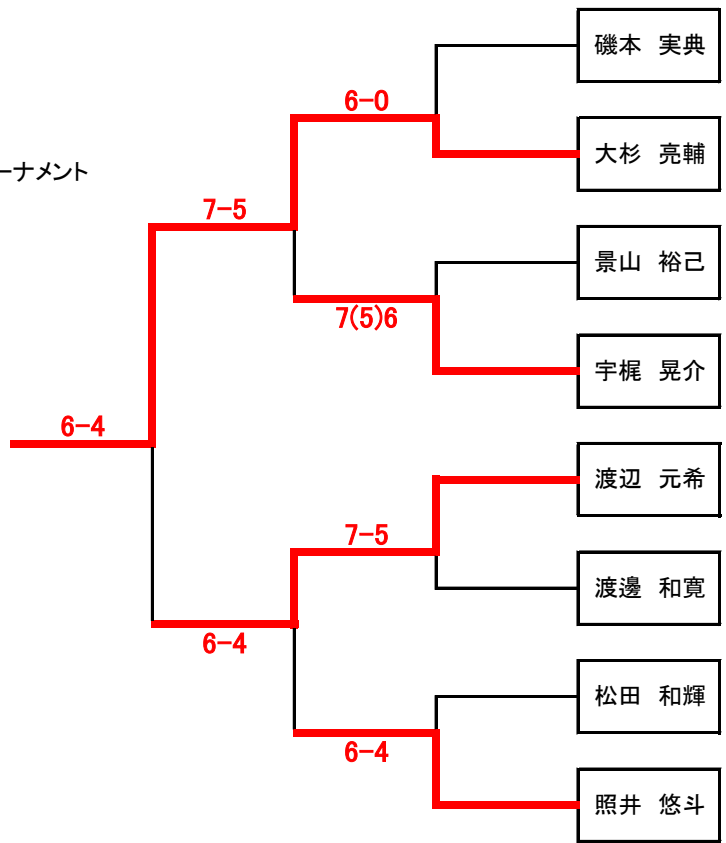 磯本　実典
6-0
大杉　亮輔
ーナメント
7-5
景山　裕己
7(5)6
宇梶　晃介
6-4
渡辺　元希
7-5
渡邊　和寛
6-4
松田　和輝
6-4
照井　悠斗